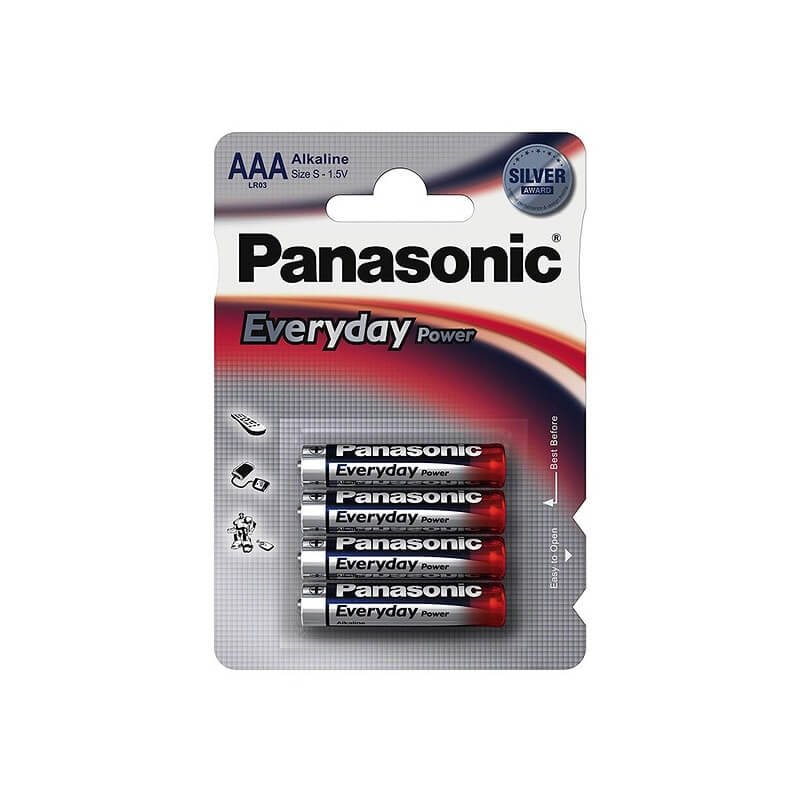 AAA Alkaline
LR03 Size S - 1.5V
SILVER
AWARD
Panasonic®
Everyday Power
Best Before
Easy to Open
Panasonic
Everyday Power
Panasonic
Everyday Power
Panasonic
Everyday Power
Panasonic
Everyday Power
Alkaline